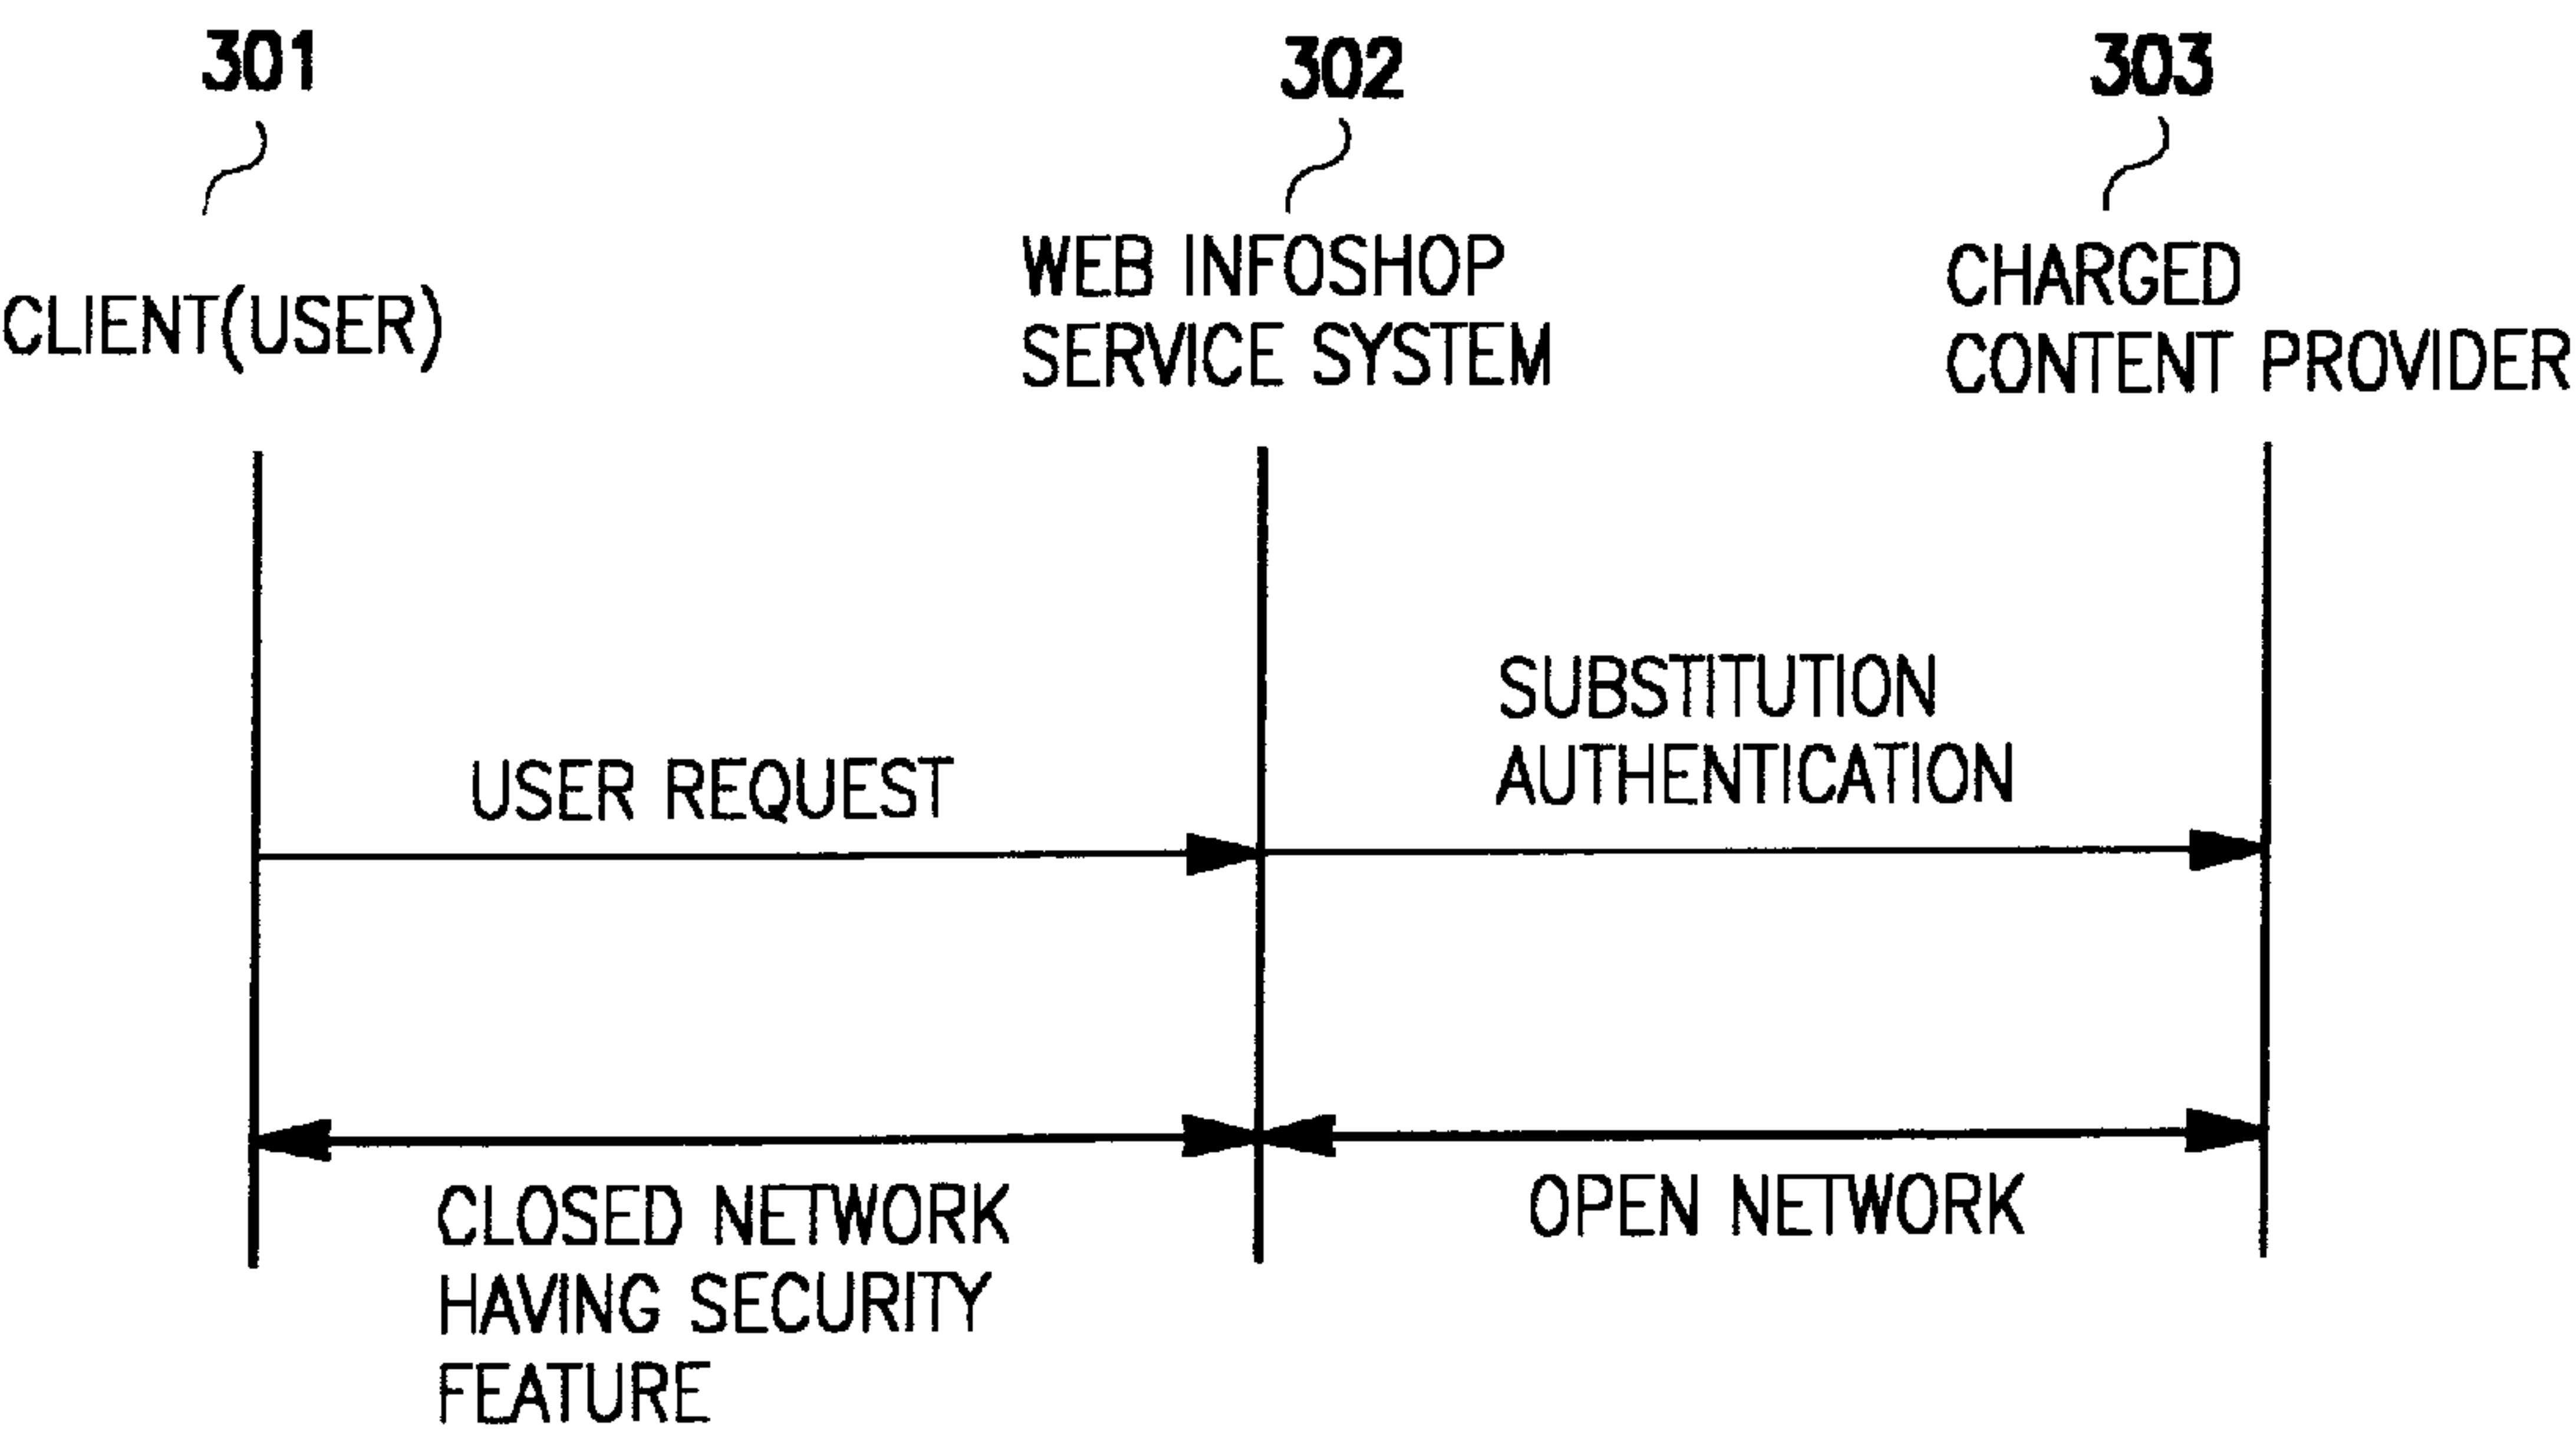 301
302
303
CLIENT(USER)
WEB INFOSHOP
SERVICE SYSTEM
CHARGED
CONTENT PROVIDER
USER REQUEST
SUBSTITUTION
AUTHENTICATION
CLOSED NETWORK
HAVING SECURITY
FEATURE
OPEN NETWORK